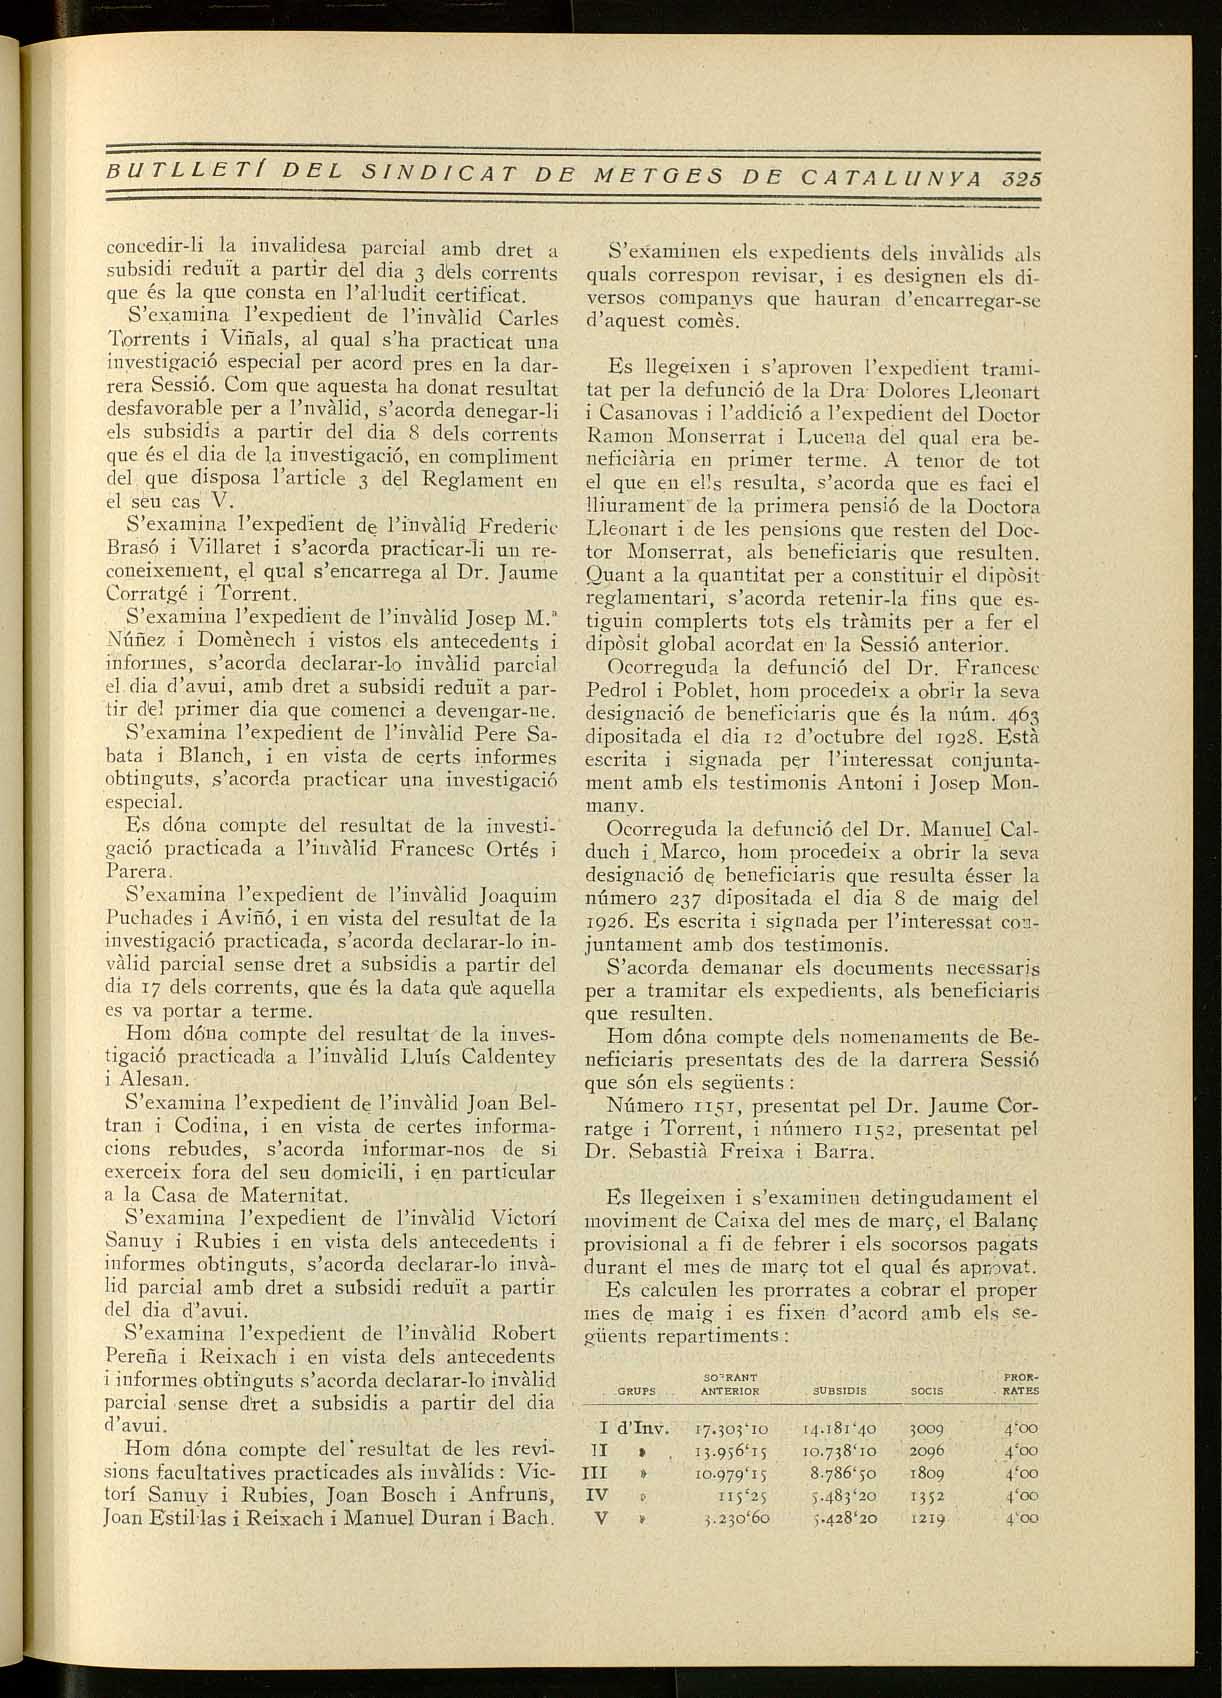 BUTLLETÍ DEL SINDICAT DE METGES DE CATALUNYA 325
concedir-li la invalidesa parcial amb dret a
subsidi reduït a partir del dia 3 dels corrents
que és la que consta en l'al·ludit certificat.
S'examina l'expedient de l'invàlid Carles
Torrents i Viñals, al qual s'ha practicat una
investigació especial per acord pres en la dar-
rera Sessió. Com que aquesta ha donat resultat
desfavorable per a l'nvàlid, s'acorda denegar-li
els subsidis a partir del dia 8 dels corrents
que és el dia de la investigació, en compliment
del que disposa l'article 3 del Reglament en
el seu cas V.
S'examina l'expedient de l'invàlid Frederic
Brasó i Villaret i s'acorda practicar-li un re-
coneixement, el qual s'encarrega al Dr. Jaume
Corratgé i Torrent.
S'examina l'expedient de l'invàlid Josep M.ª
Núñez i Domènech i vistos els antecedents i
informes, s'acorda declarar-lo invàlid parcial
el dia d'avui, amb dret a subsidi reduït a par-
tir del primer dia que comenci a devengar-ne.
S'examina l'expedient de l'invàlid Pere Sa-
bata i Blanch, i en vista de certs informes
obtinguts, s'acorda practicar una investigació
especial.
Es dóna compte del resultat de la investi-
gació practicada a l'invàlid Francesc Ortés i
Parera.
S'examina l'expedient de l'invàlid Joaquim
Puchades i Aviñó, i en vista del resultat de la
investigació practicada, s'acorda declarar-lo in-
vàlid parcial sense dret a subsidis a partir del
dia 17 dels corrents, que és la data que aquella
es va portar a terme.
Hom dóna compte del resultat de la inves-
tigació practicada a l'invàlid Lluís Caldentey
i Alesan.
S'examina l'expedient de l'invàlid Joan Bel-
tran i Codina, i en vista de certes informa-
cions rebudes, s'acorda informar-nos de si
exerceix fora del seu domicili, i en particular
a la Casa de Maternitat.
S'examina l'expedient de l'invàlid Victorí
Sanuy i Rubies i en vista dels antecedents i
informes obtinguts, s'acorda declarar-lo invà-
lid parcial amb dret a subsidi reduït a partir
del dia d'avui.
S'examina l'expedient de l'invàlid Robert
Pereña i Reixach i en vista dels antecedents
i informes obtinguts s'acorda declarar-lo invàlid
parcial sense dret a subsidis a partir del dia
d'avui.
Hom dóna compte del resultat de les revi-
sions facultatives practicades als invàlids: Vic-
torí Sanuy i Rubies, Joan Bosch i Anfruns,
Joan Estil·las i Reixach i Manuel Duran i Bach.
S'examinen els expedients dels invàlids als
quals correspon revisar, i es designen els di-
versos companys que hauran d'encarregar-se
d'aquest comès.
Es llegeixen i s'aproven l'expedient trami-
tat per la defunció de la Dra Dolores Lleonart
i Casanovas i l'addició a l'expedient del Doctor
Ramon Monserrat i Lucena del qual era be-
neficiària en primer terme. A tenor de tot
el que en ells resulta, s'acorda que es faci el
lliurament de la primera pensió de la Doctora
Lleonart i de les pensions que resten del Doc-
tor Monserrat, als beneficiaris que resulten.
Quant a la quantitat per a constituir el dipòsit
reglamentari, s'acorda retenir-la fins que es-
tiguin complerts tots els tràmits per a fer el
dipòsit global acordat en la Sessió anterior.
Ocorreguda la defunció del Dr. Francesc
Pedrol i Poblet, hom procedeix a obrir la seva
designació de beneficiaris que és la núm. 463
dipositada el dia 12 d'octubre del 1928. Està
escrita i signada per l'interessat conjunta-
ment amb els testimonis Antoni i Josep Mon-
many.
Ocorreguda la defunció del Dr. Manuel Cal-
duch i Marco, hom procedeix a obrir la seva
designació de beneficiaris que resulta ésser la
número 237 dipositada el dia 8 de maig del
1926. Es escrita i signada per l'interessat con-
juntament amb dos testimonis.
S'acorda demanar els documents necessaris
per a tramitar els expedients, als beneficiaris
que resulten.
Hom dóna compte dels nomenaments de Be-
neficiaris presentats des de la darrera Sessió
que són els següents:
Número 1151, presentat pel Dr. Jaume Cor-
ratge i Torrent, i número 1152, presentat pel
Dr. Sebastià Freixa i Barra.
Es llegeixen i s'examinen detingudament el
moviment de Caixa del mes de març, el Balanç
provisional a fi de febrer i els socorsos pagats
durant el mes de març tot el qual és aprovat.
Es calculen les prorrates a cobrar el proper
mes de maig i es fixen d'acord amb els se-
güents repartiments:
GRUPS SOBRANT ANTERIOR SUBSIDIS SOCIS PROR-RATES
I d'Inv. 17.303'10 14.181'40 3009 4'00
II » 13.956'15 10.738'10 2096 4'00
III » 10.979'15 8.786'50 1809 4'00
IV » 115'25 5.483'20 1352 4'00
V » 3.230'60 5.428'20 1219 4'00